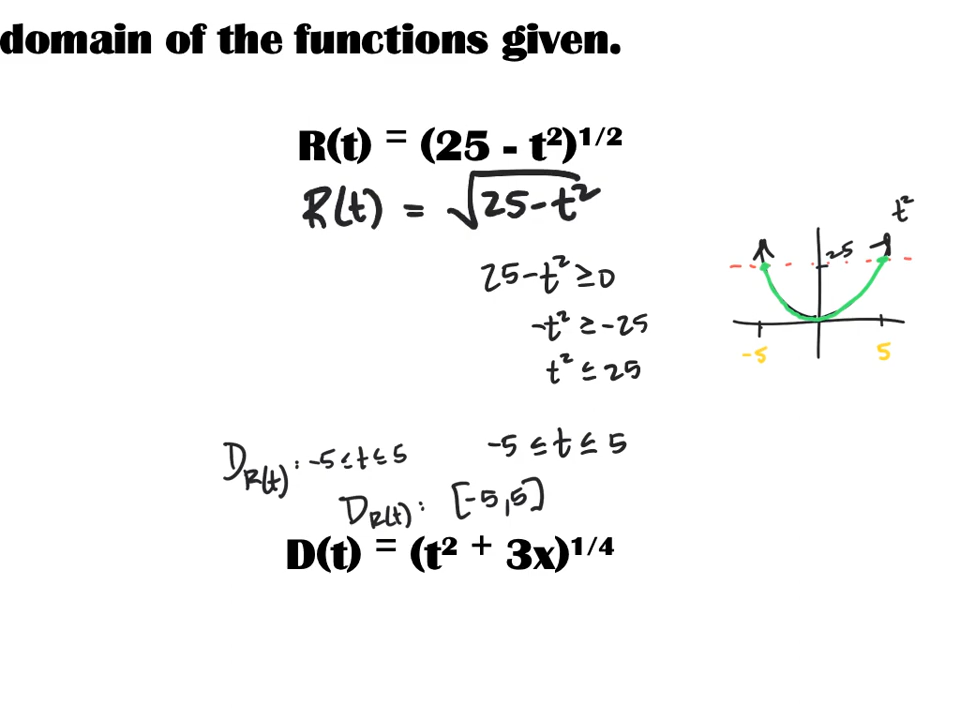 domain of the functions given.
R(t) = (25 - t²)¹/²
R(t) = √25-t²
t²
25
25-t² ≥ 0
-t² ≥ -25
-5 5
t² ≤ 25
-5 ≤ t ≤ 5
D_R(t): -5 ≤ t ≤ 5
D_R(t): [-5,5]
D(t) = (t² + 3x)¹/⁴